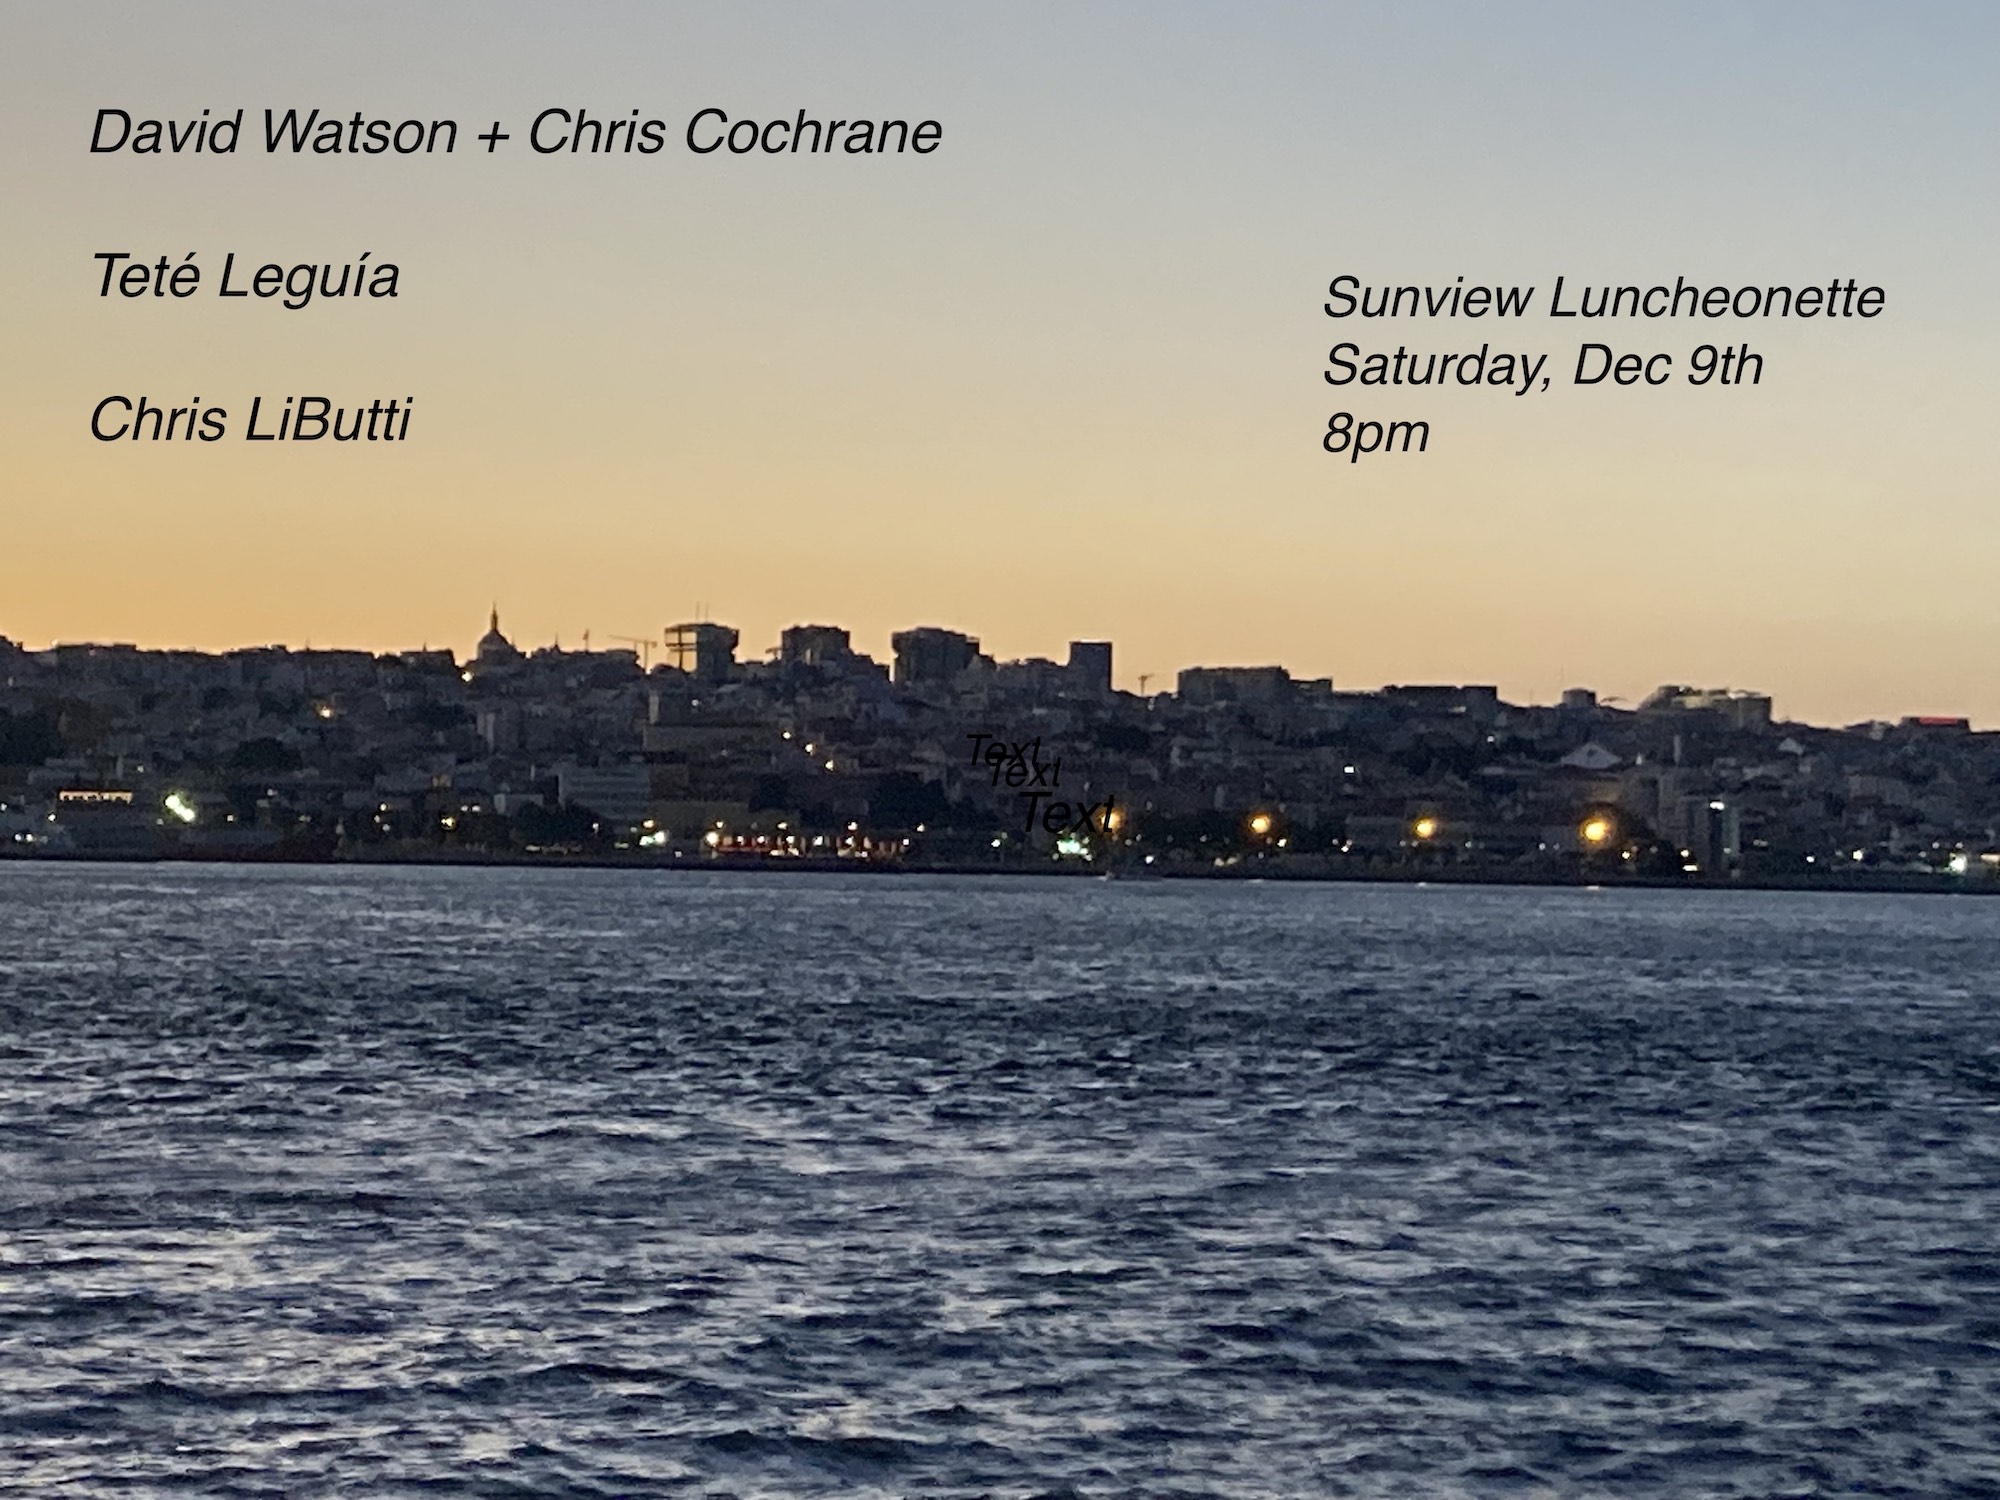 David Watson + Chris Cochrane
Teté Leguía
Chris LiButti
Sunview Luncheonette
Saturday, Dec 9th
8pm
Text
Text
Text